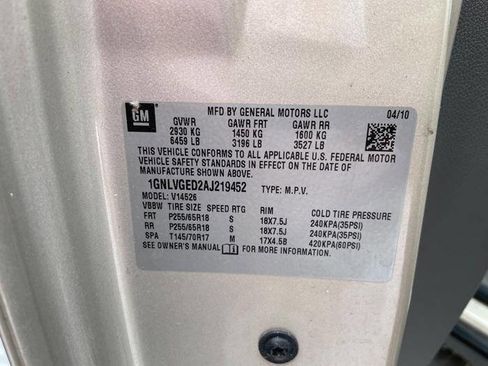 GM
MFD BY GENERAL MOTORS LLC 04/10
GVWR GAWR FRT GAWR RR
2930 KG 1450 KG 1600 KG
6459 LB 3196 LB 3527 LB
THIS VEHICLE CONFORMS TO ALL APPLICABLE U.S. FEDERAL MOTOR
VEHICLE SAFETY STANDARDS IN EFFECT ON THE DATE OF
MANUFACTURE SHOWN ABOVE.
1GNLVGED2AJ219452 TYPE: M.P.V.
MODEL: V14526
VBBW TIRE SIZE SPEED RTG RIM COLD TIRE PRESSURE
FRT P255/65R18 S 18X7.5J 240KPA(35PSI)
RR P255/65R18 S 18X7.5J 240KPA(35PSI)
SPA T145/70R17 M 17X4.5B 420KPA(60PSI)
SEE OWNER'S MANUAL FOR MORE INFORMATION.